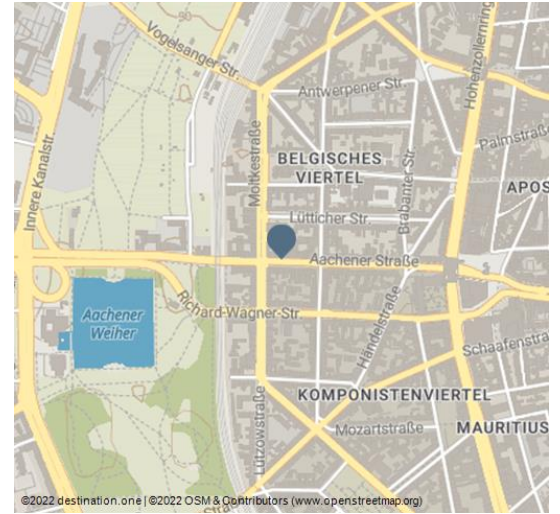 Vogelsanger Str.
Antwerpener Str.
Hohenzollernring
Palmstraße
Innere Kanalstr.
Moltkestraße
BELGISCHES
VIERTEL
Brabanter Str
APOS
Lütticher Str.
Aachener Straße
Aachener
Weiher
Richard-Wagner-Str.
Händelstraße
Schaafenstra
KOMPONISTENVIERTEL
Lützowstraße
Mozartstraße
MAURITIUS
Straß
©2022 destination.one | ©2022 OSM & Contributors (www.openstreetmap.org)